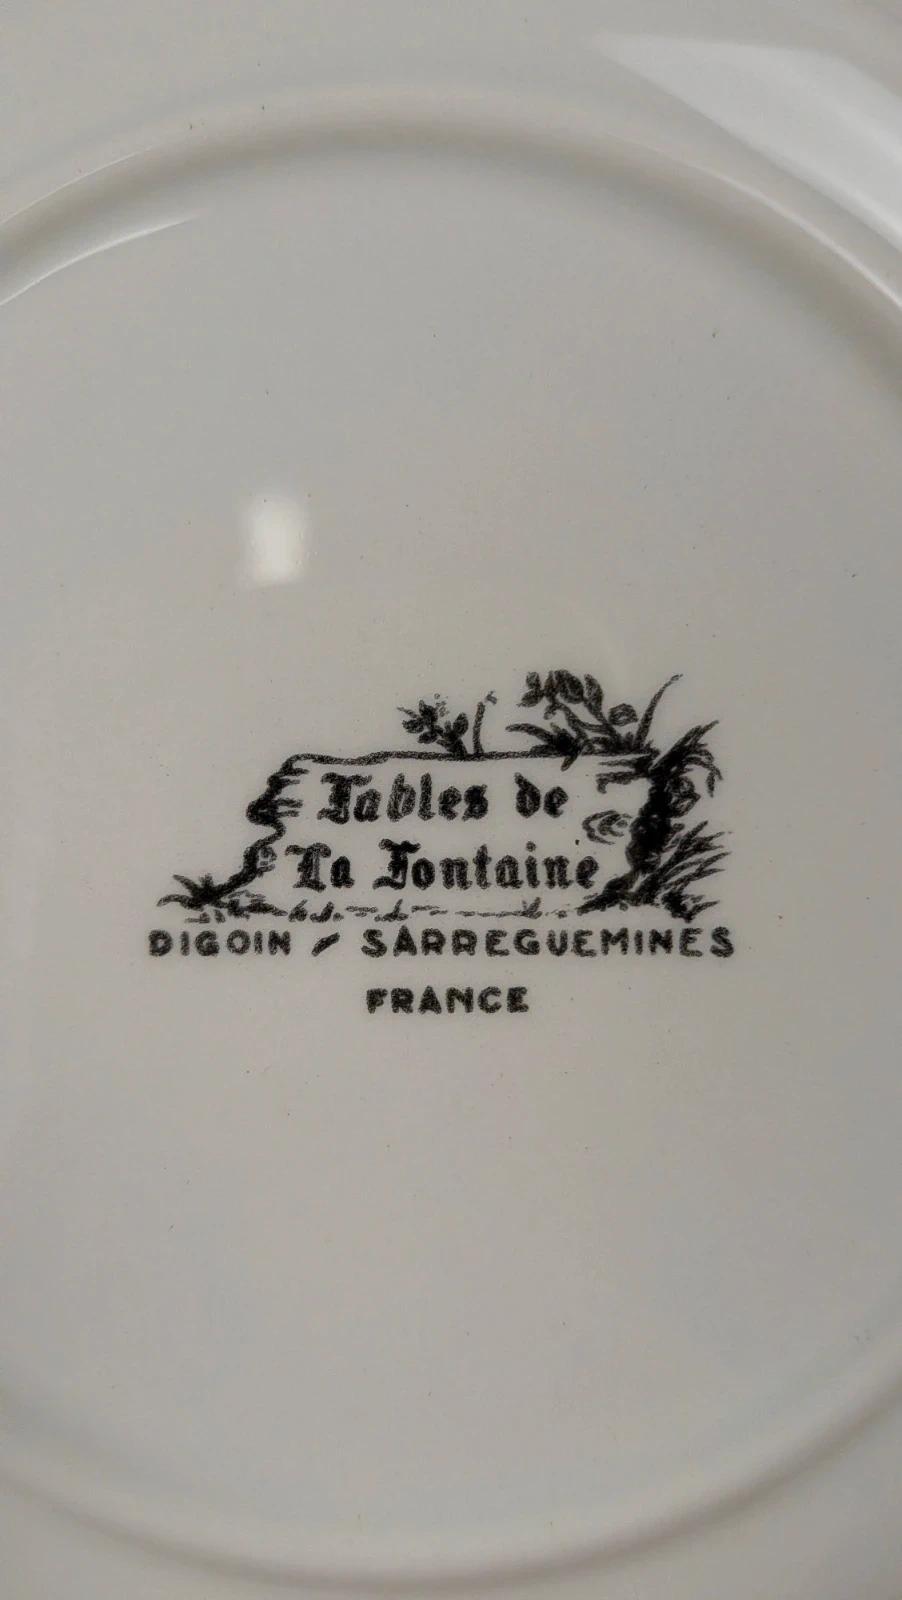 Fables de
La Fontaine
DIGOIN / SARREGUEMINES
FRANCE